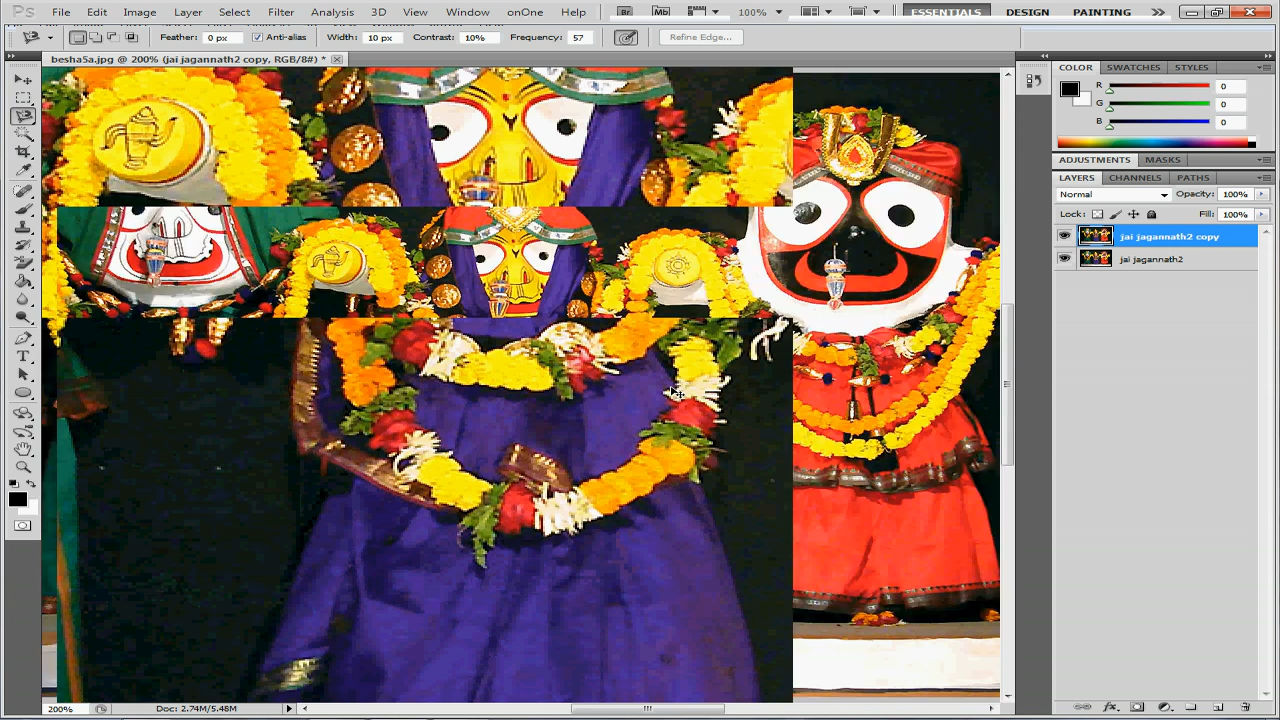 Ps File Edit Image Layer Select Filter Analysis 3D View Window onOne Help Br Mb 100% ESSENTIALS DESIGN PAINTING
Feather: 0 px Anti-alias Width: 10 px Contrast: 10% Frequency: 57 Refine Edge...
besha5a.jpg @ 200% (jai jagannath2 copy, RGB/8#) *
COLOR SWATCHES STYLES
R 0
G 0
B 0
ADJUSTMENTS MASKS
LAYERS CHANNELS PATHS
Normal Opacity: 100%
Lock: Fill: 100%
jai jagannath2 copy
jai jagannath2
200% Doc: 2.74M/5.48M